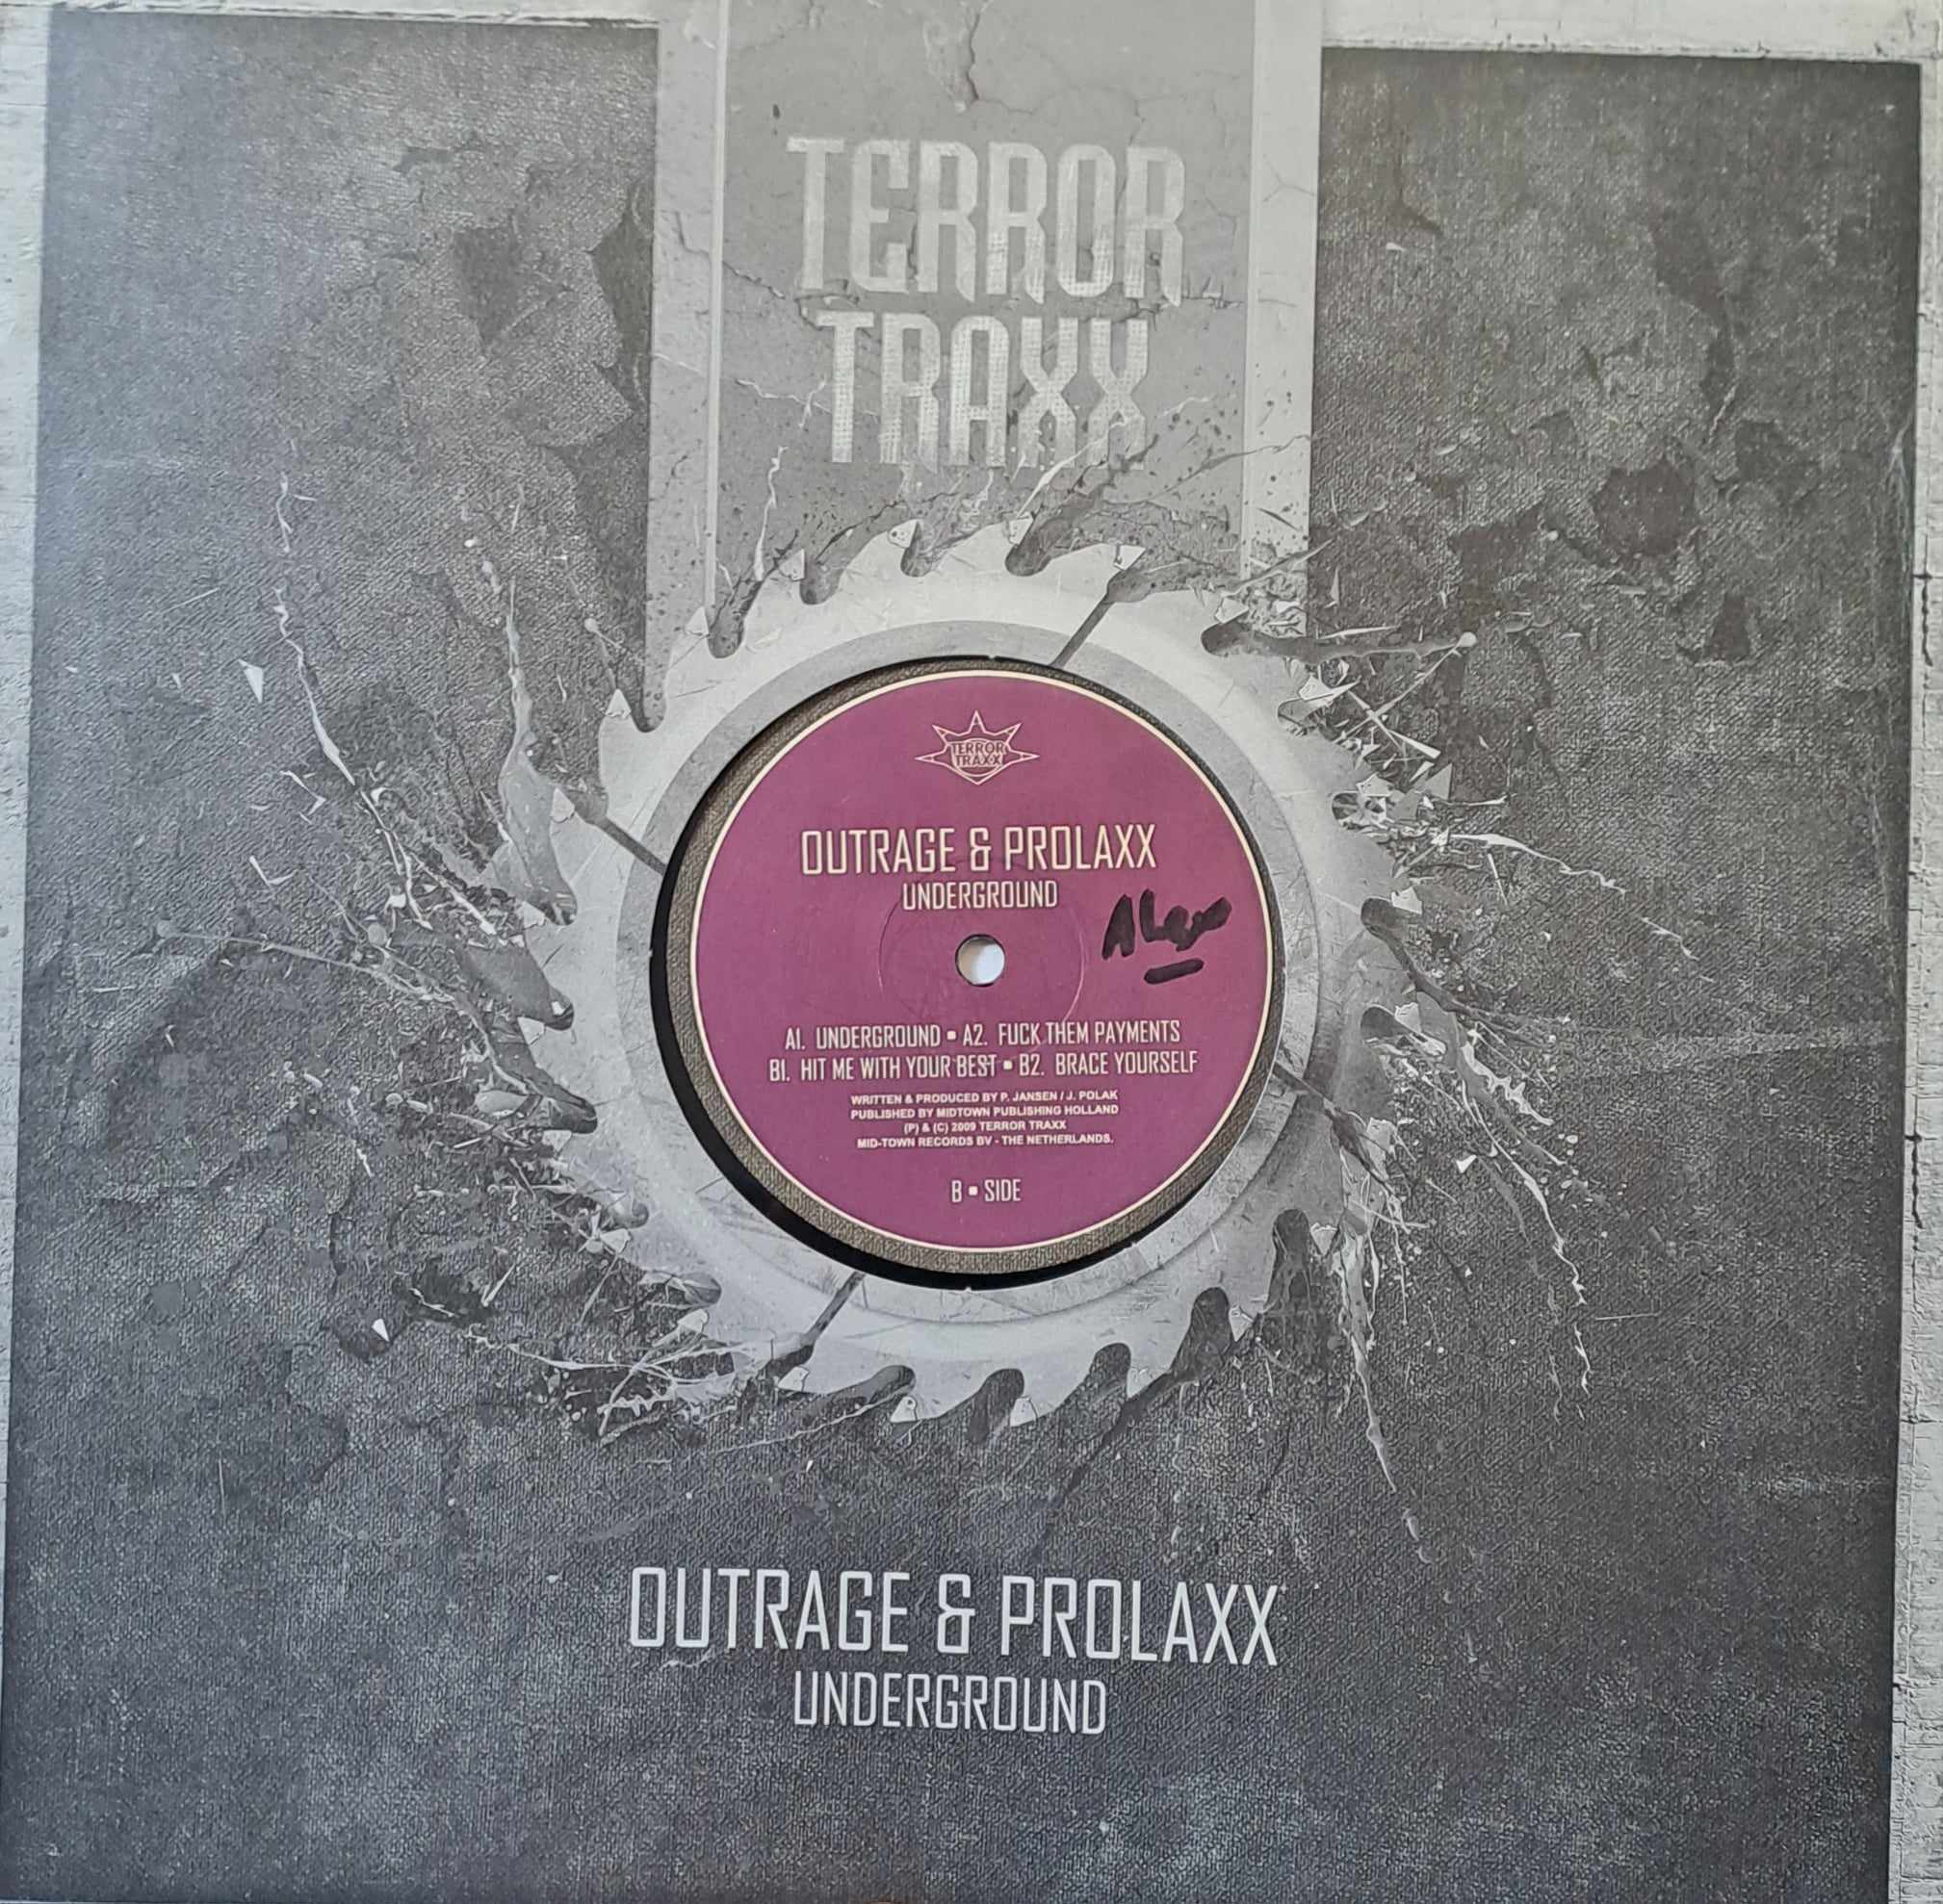 TERROR
TRAXX
TERROR
TRAXX
OUTRAGE & PROLAXX
UNDERGROUND
A1. UNDERGROUND ▪ A2. FUCK THEM PAYMENTS
B1. HIT ME WITH YOUR BEST ▪ B2. BRACE YOURSELF
WRITTEN & PRODUCED BY P. JANSEN / J. POLAK
PUBLISHED BY MIDTOWN PUBLISHING HOLLAND
(P) & (C) 2009 TERROR TRAXX
MID-TOWN RECORDS BV - THE NETHERLANDS.
B ▪ SIDE
OUTRAGE & PROLAXX
UNDERGROUND